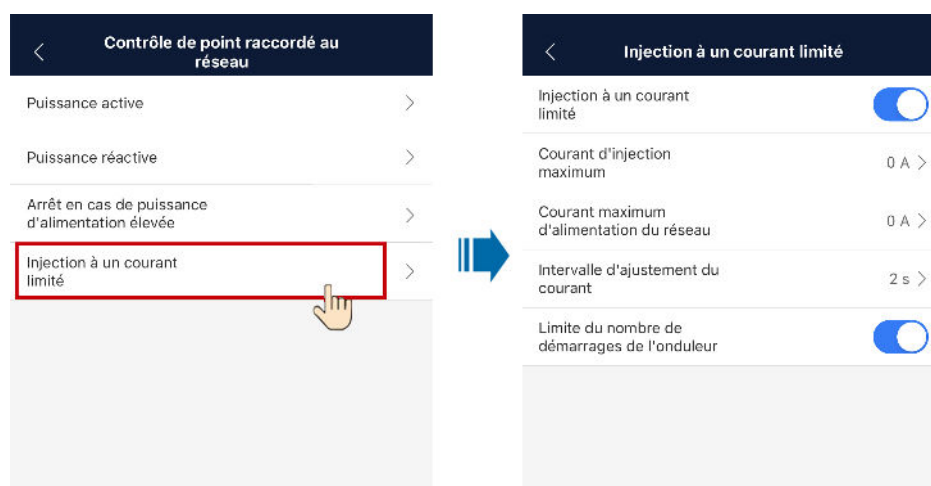 Contrôle de point raccordé au
réseau
Puissance active
Puissance réactive
Arrêt en cas de puissance
d'alimentation élevée
Injection à un courant
limité
Injection à un courant limité
Injection à un courant
limité
Courant d'injection
maximum
0 A
Courant maximum
d'alimentation du réseau
0 A
Intervalle d'ajustement du
courant
2 s
Limite du nombre de
démarrages de l'onduleur